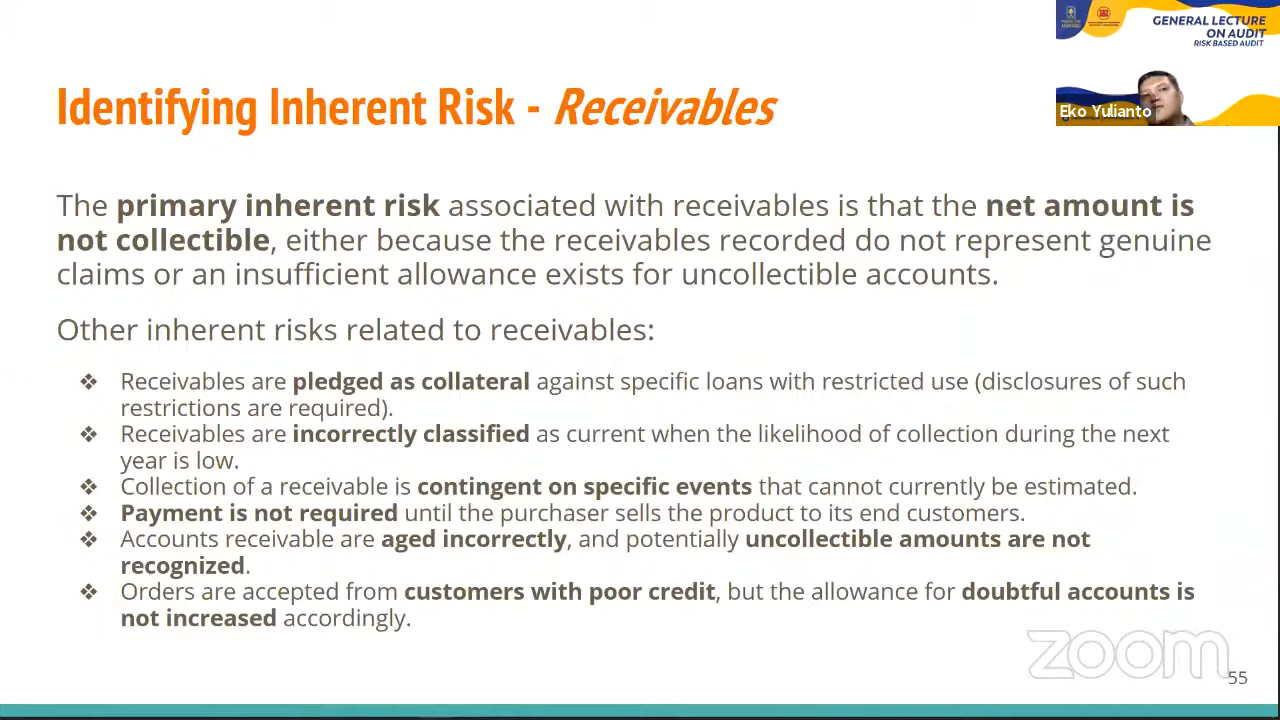 GENERAL LECTURE
ON AUDIT
RISK BASED AUDIT
Eko Yulianto
Identifying Inherent Risk - Receivables
The primary inherent risk associated with receivables is that the net amount is
not collectible, either because the receivables recorded do not represent genuine
claims or an insufficient allowance exists for uncollectible accounts.
Other inherent risks related to receivables:
❖ Receivables are pledged as collateral against specific loans with restricted use (disclosures of such
restrictions are required).
❖ Receivables are incorrectly classified as current when the likelihood of collection during the next
year is low.
❖ Collection of a receivable is contingent on specific events that cannot currently be estimated.
❖ Payment is not required until the purchaser sells the product to its end customers.
❖ Accounts receivable are aged incorrectly, and potentially uncollectible amounts are not
recognized.
❖ Orders are accepted from customers with poor credit, but the allowance for doubtful accounts is
not increased accordingly.
zoom
55